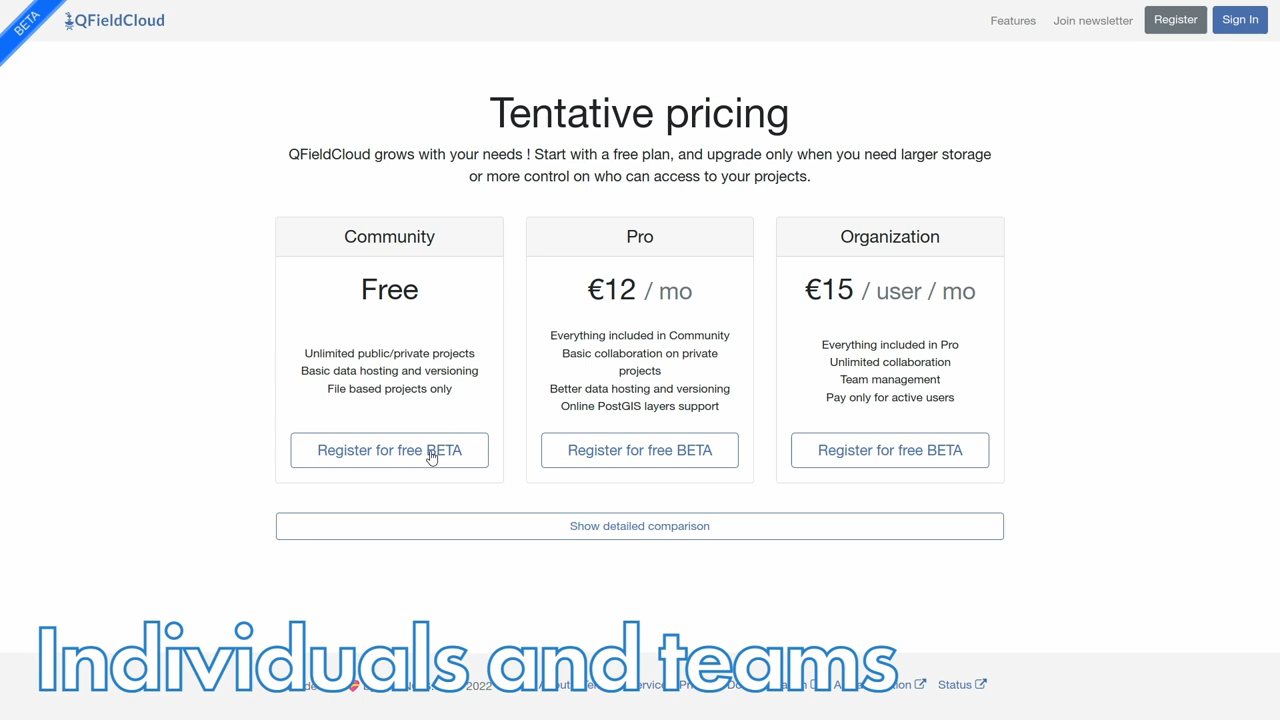 BETA
QFieldCloud
Features
Join newsletter
Register
Sign In
Tentative pricing
QFieldCloud grows with your needs ! Start with a free plan, and upgrade only when you need larger storage
or more control on who can access to your projects.
Community
Free
Unlimited public/private projects
Basic data hosting and versioning
File based projects only
Register for free BETA
Pro
€12 / mo
Everything included in Community
Basic collaboration on private
projects
Better data hosting and versioning
Online PostGIS layers support
Register for free BETA
Organization
€15 / user / mo
Everything included in Pro
Unlimited collaboration
Team management
Pay only for active users
Register for free BETA
Show detailed comparison
Individuals and teams
2022
Status